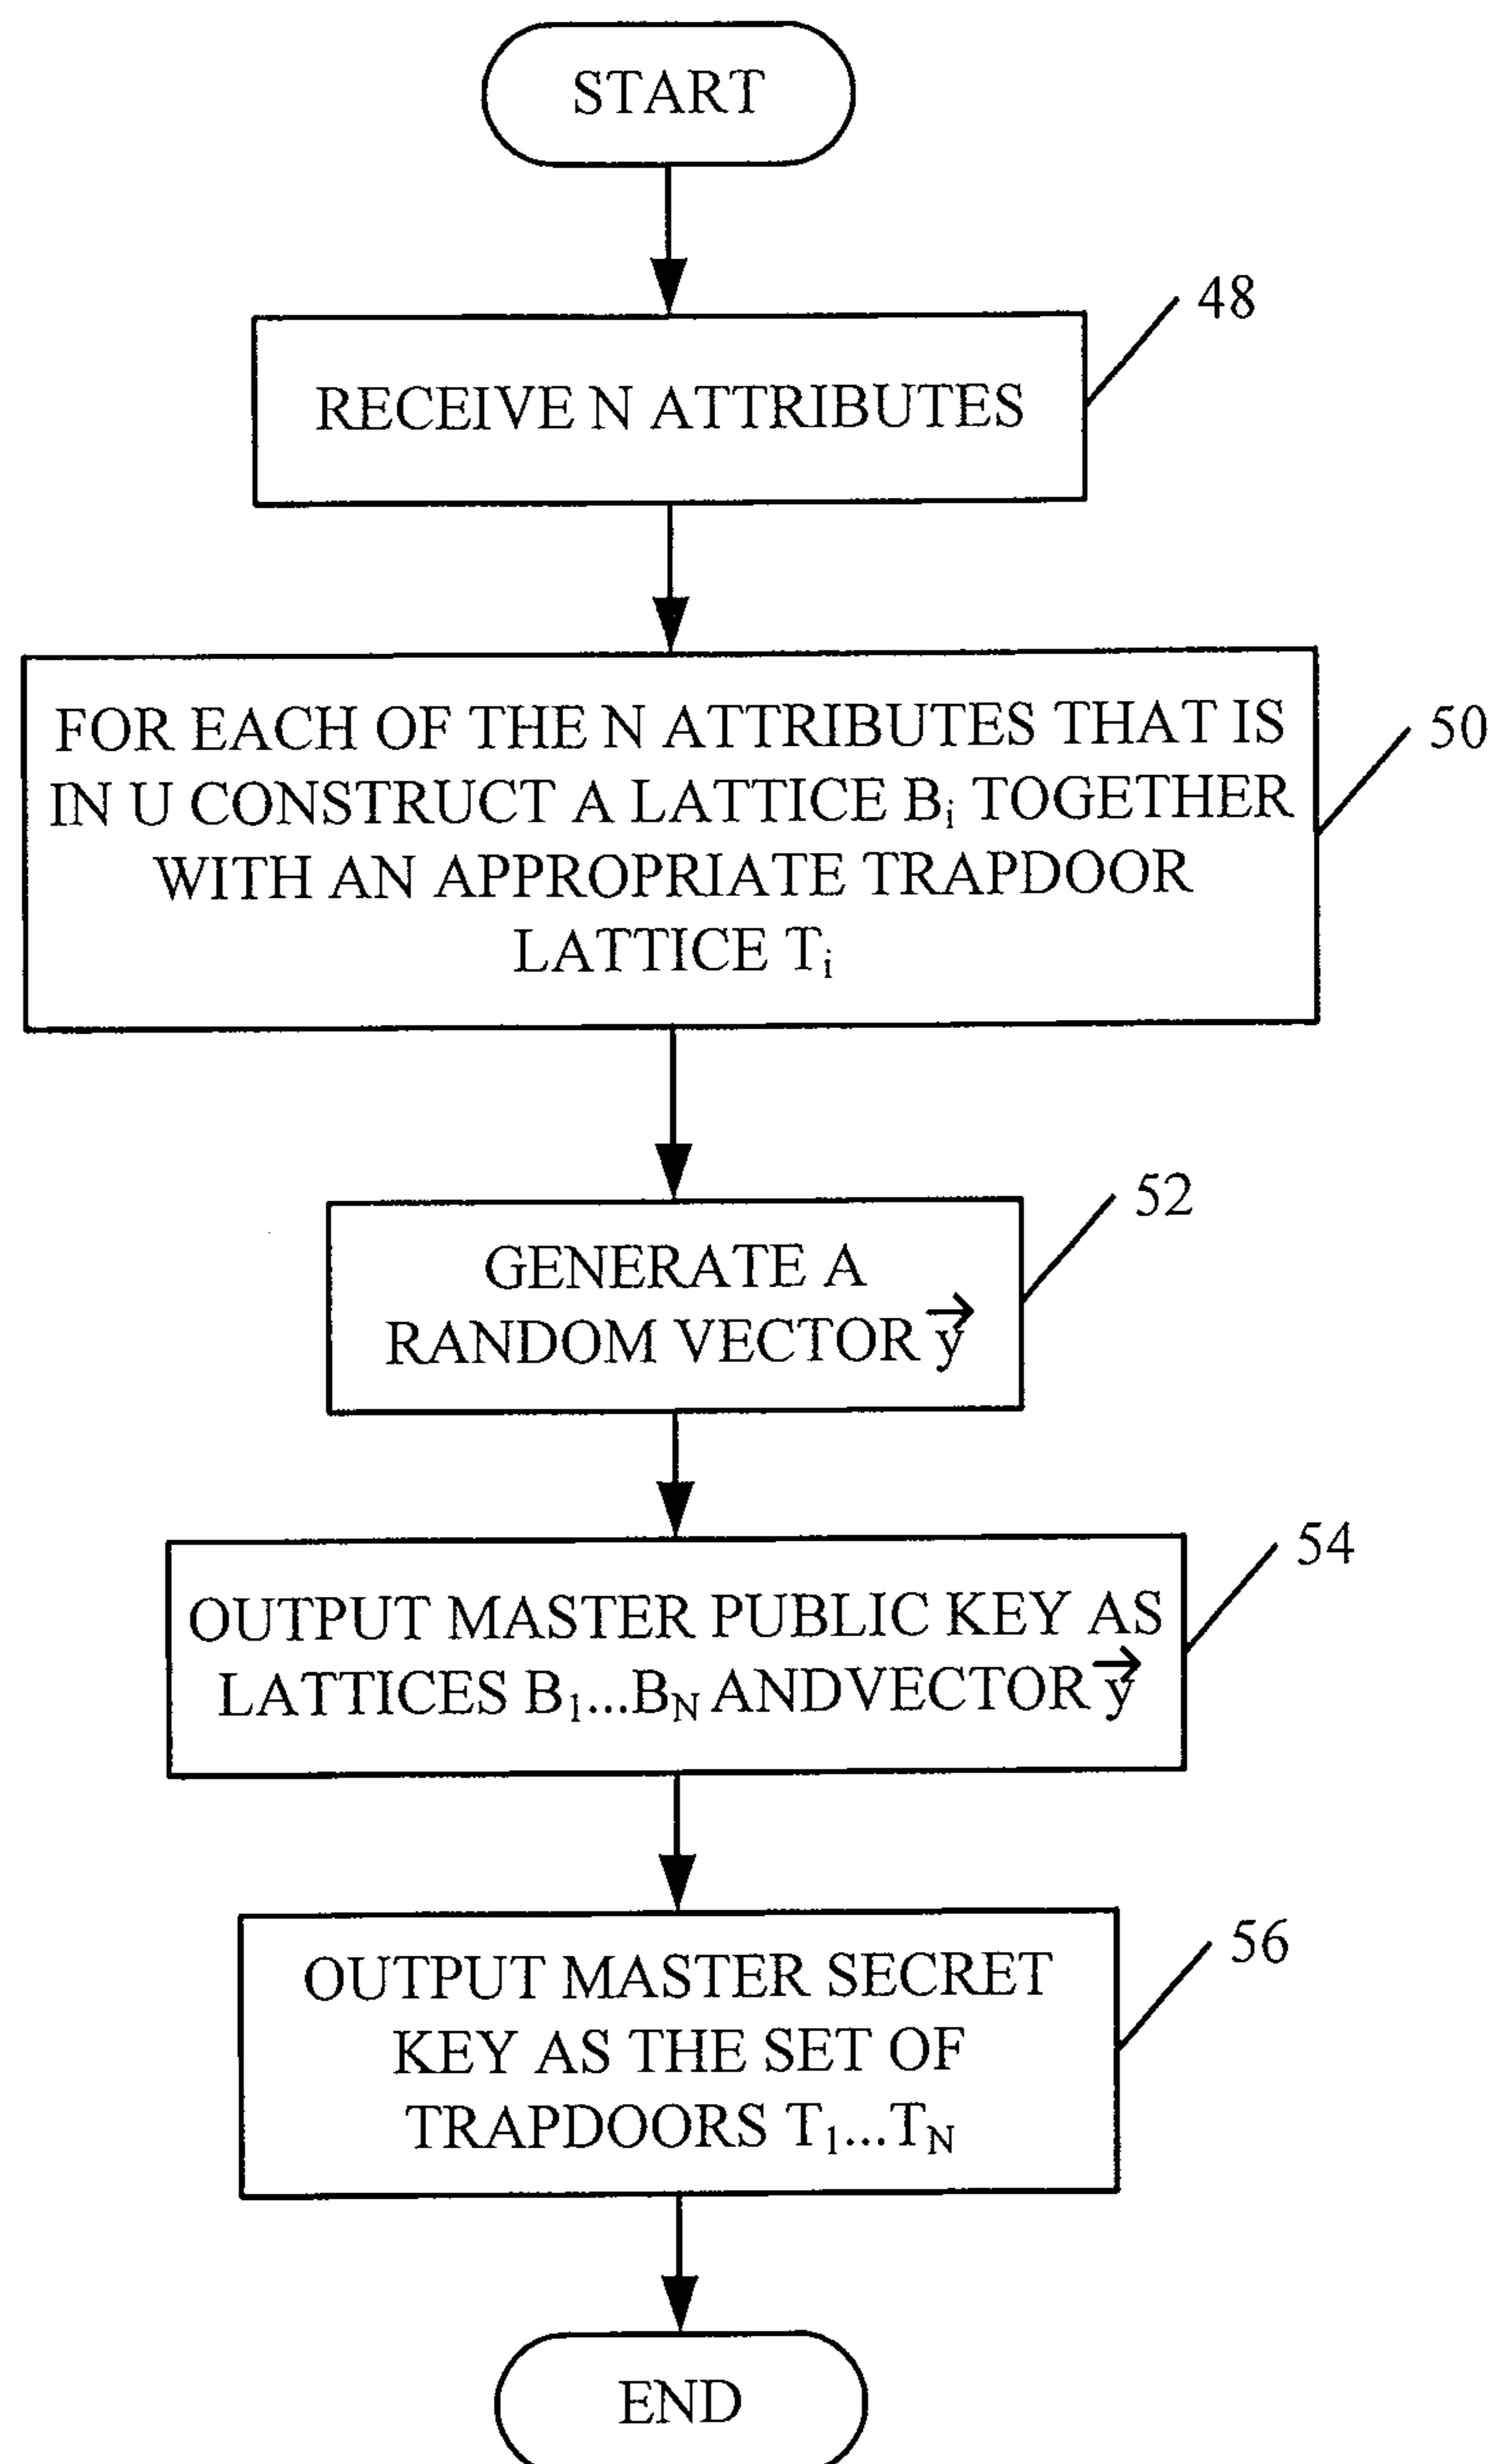 START
48
RECEIVE N ATTRIBUTES
50
FOR EACH OF THE N ATTRIBUTES THAT IS
IN U CONSTRUCT A LATTICE Bᵢ TOGETHER
WITH AN APPROPRIATE TRAPDOOR
LATTICE Tᵢ
52
GENERATE A
RANDOM VECTOR y⃗
54
OUTPUT MASTER PUBLIC KEY AS
LATTICES B₁...B_N ANDVECTOR y⃗
56
OUTPUT MASTER SECRET
KEY AS THE SET OF
TRAPDOORS T₁...T_N
END